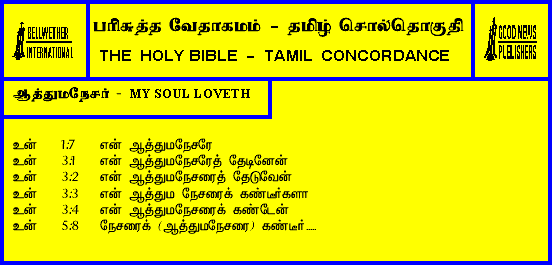 BELLWETHER
INTERNATIONAL
பரிசுத்த வேதாகமம் - தமிழ் சொல்தொகுதி
THE HOLY BIBLE - TAMIL CONCORDANCE
GOOD NEWS
PUBLISHERS
ஆத்துமநேசர் - MY SOUL LOVETH
உன் 1:7 என் ஆத்துமநேசரே
உன் 3:1 என் ஆத்துமநேசரைத் தேடினேன்
உன் 3:2 என் ஆத்துமநேசரைத் தேடுவேன்
உன் 3:3 என் ஆத்தும நேசரைக் கண்டீர்களா
உன் 3:4 என் ஆத்துமநேசரைக் கண்டேன்
உன் 5:8 நேசரைக் (ஆத்துமநேசரை) கண்டீர்.....